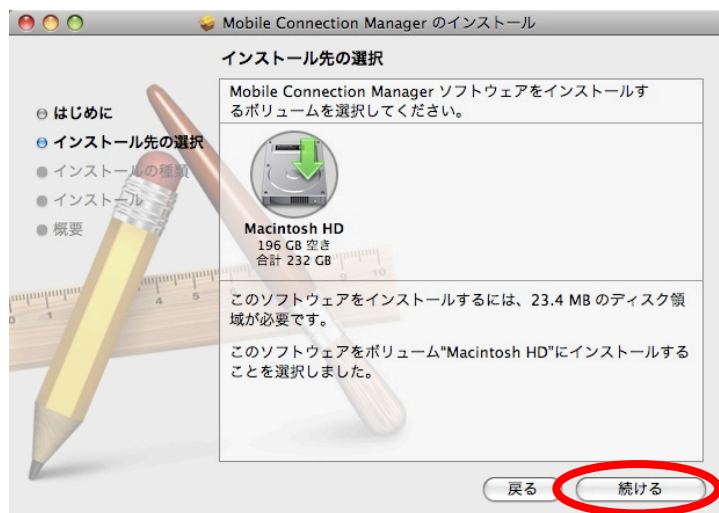 Mobile Connection Manager のインストール
インストール先の選択
はじめに
インストール先の選択
インストールの種類
インストール
概要
Mobile Connection Manager ソフトウェアをインストールす
るボリュームを選択してください。
Macintosh HD
196 GB 空き
合計 232 GB
このソフトウェアをインストールするには、23.4 MB のディスク領
域が必要です。
このソフトウェアをボリューム“Macintosh HD”にインストールする
ことを選択しました。
戻る
続ける